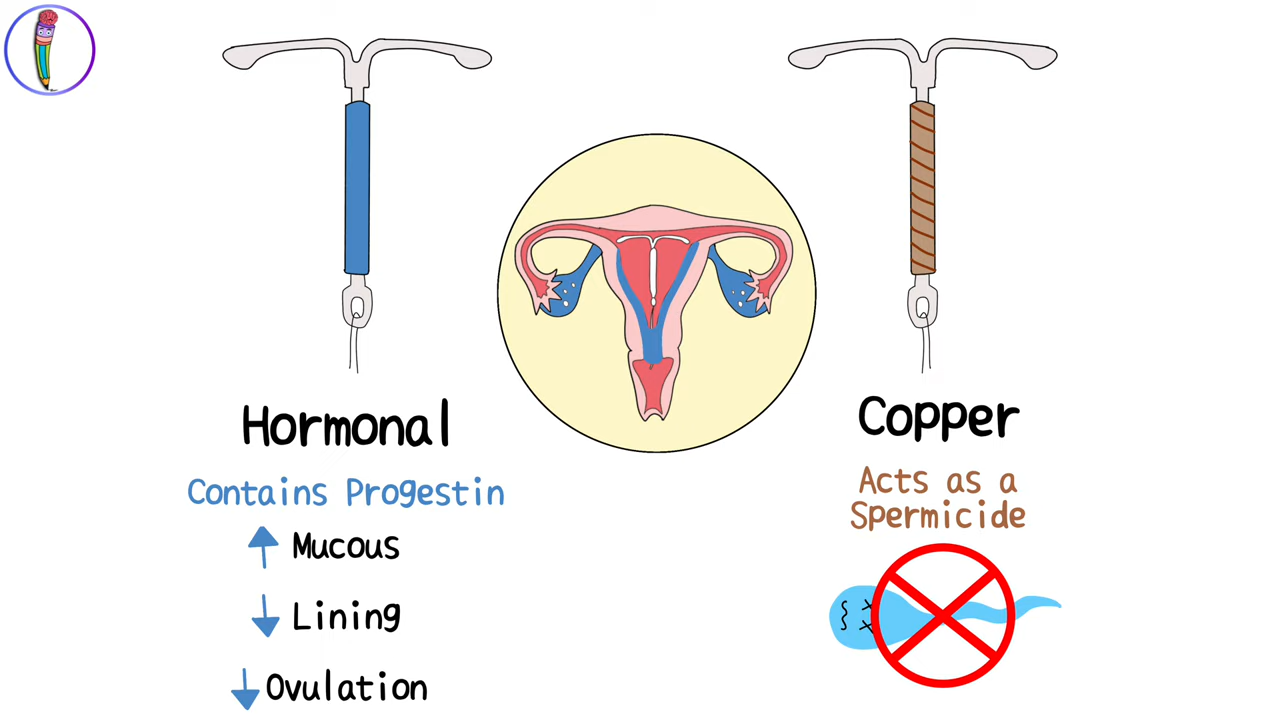 Hormonal
Contains Progestin
Mucous
Lining
Ovulation
Copper
Acts as a
Spermicide